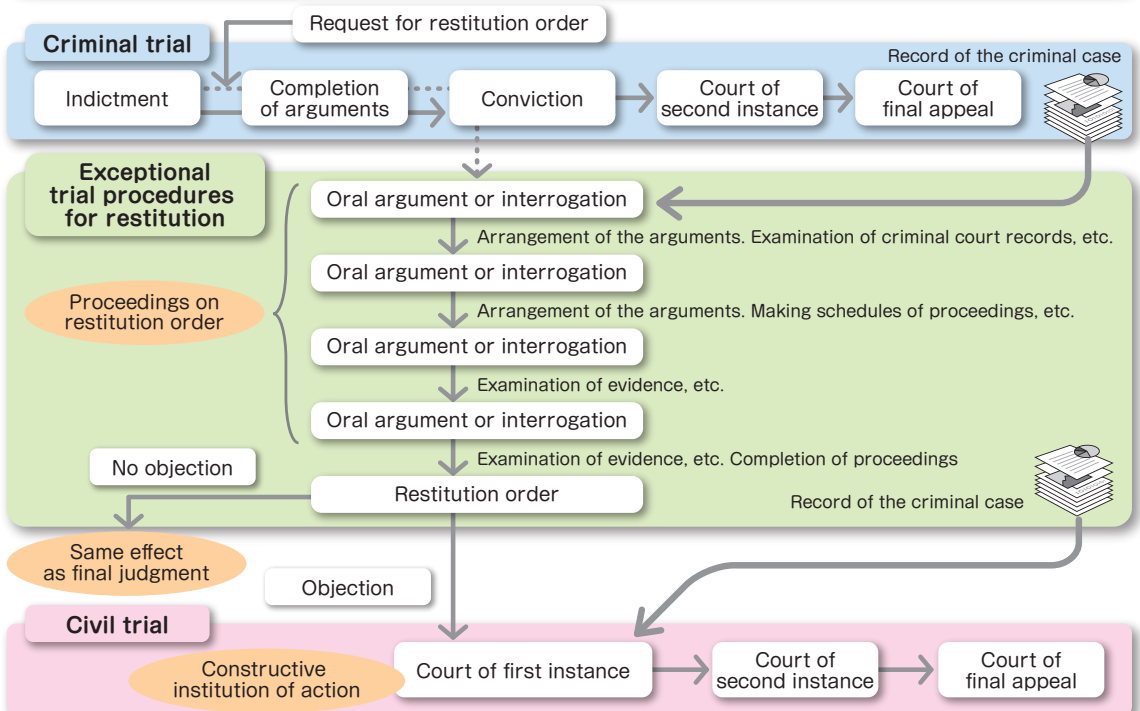 Request for restitution order
Criminal trial
Record of the criminal case
Indictment
Completion
of arguments
Conviction
Court of
second instance
Court of
final appeal
Exceptional
trial procedures
for restitution
Oral argument or interrogation
Arrangement of the arguments. Examination of criminal court records, etc.
Oral argument or interrogation
Proceedings on
restitution order
Arrangement of the arguments. Making schedules of proceedings, etc.
Oral argument or interrogation
Examination of evidence, etc.
Oral argument or interrogation
No objection
Examination of evidence, etc. Completion of proceedings
Restitution order
Record of the criminal case
Same effect
as final judgment
Objection
Civil trial
Constructive
institution of action
Court of first instance
Court of
second instance
Court of
final appeal